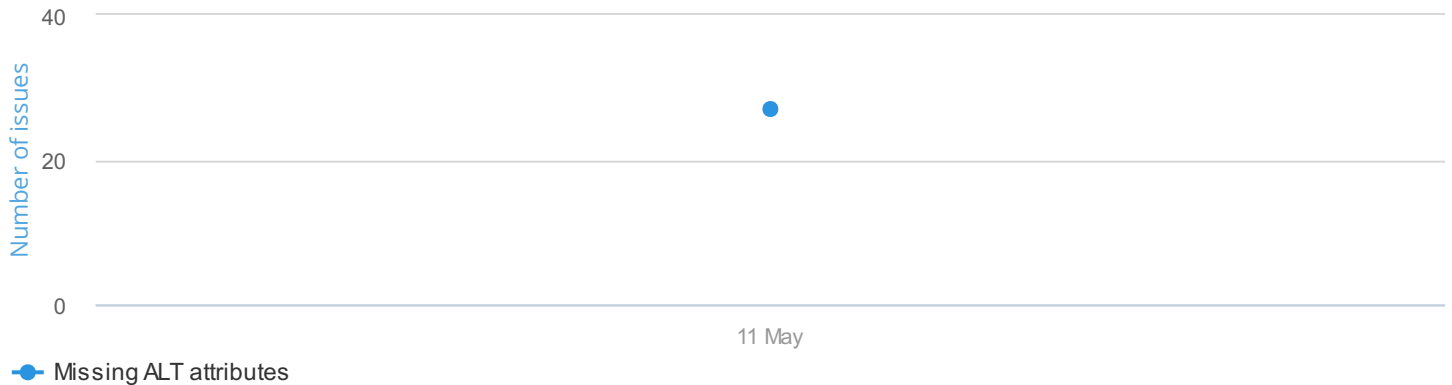 40
Number of issues
20
0
11 May
Missing ALT attributes